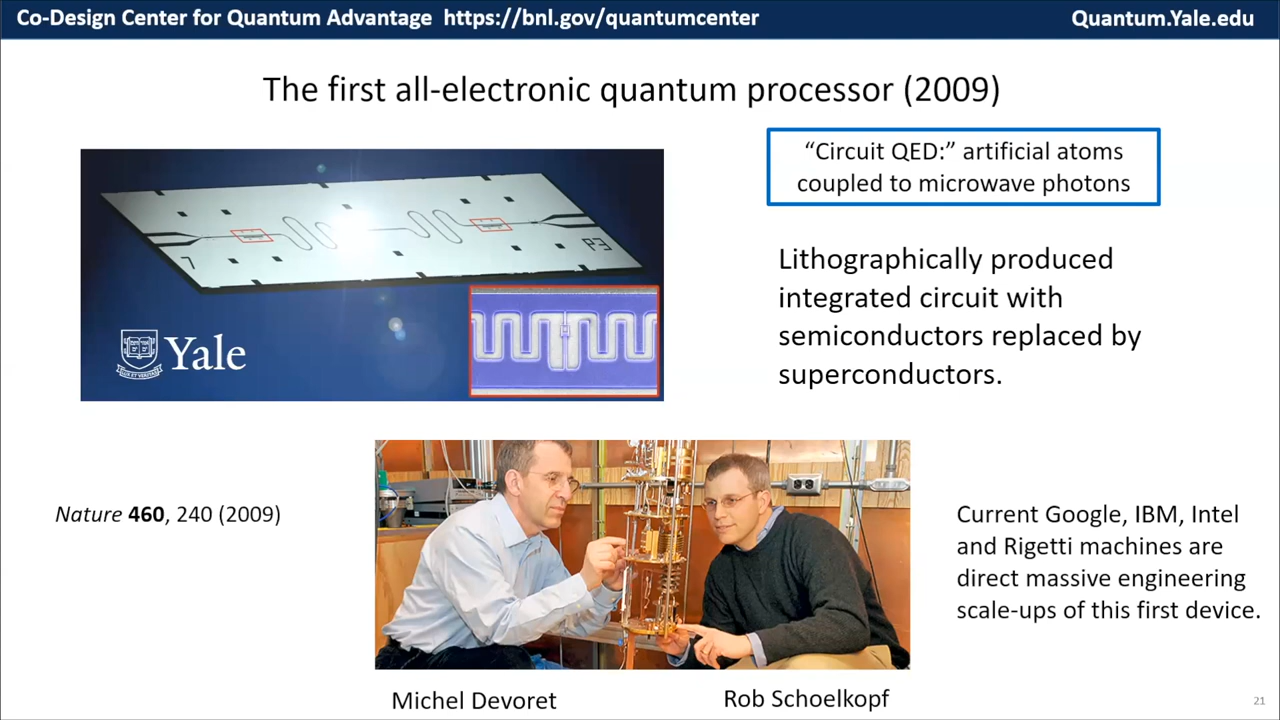 Co-Design Center for Quantum Advantage https://bnl.gov/quantumcenter
Quantum.Yale.edu
The first all-electronic quantum processor (2009)
“Circuit QED:” artificial atoms
coupled to microwave photons
7
P3
Yale
Lithographically produced
integrated circuit with
semiconductors replaced by
superconductors.
Nature 460, 240 (2009)
Current Google, IBM, Intel
and Rigetti machines are
direct massive engineering
scale-ups of this first device.
Michel Devoret
Rob Schoelkopf
21